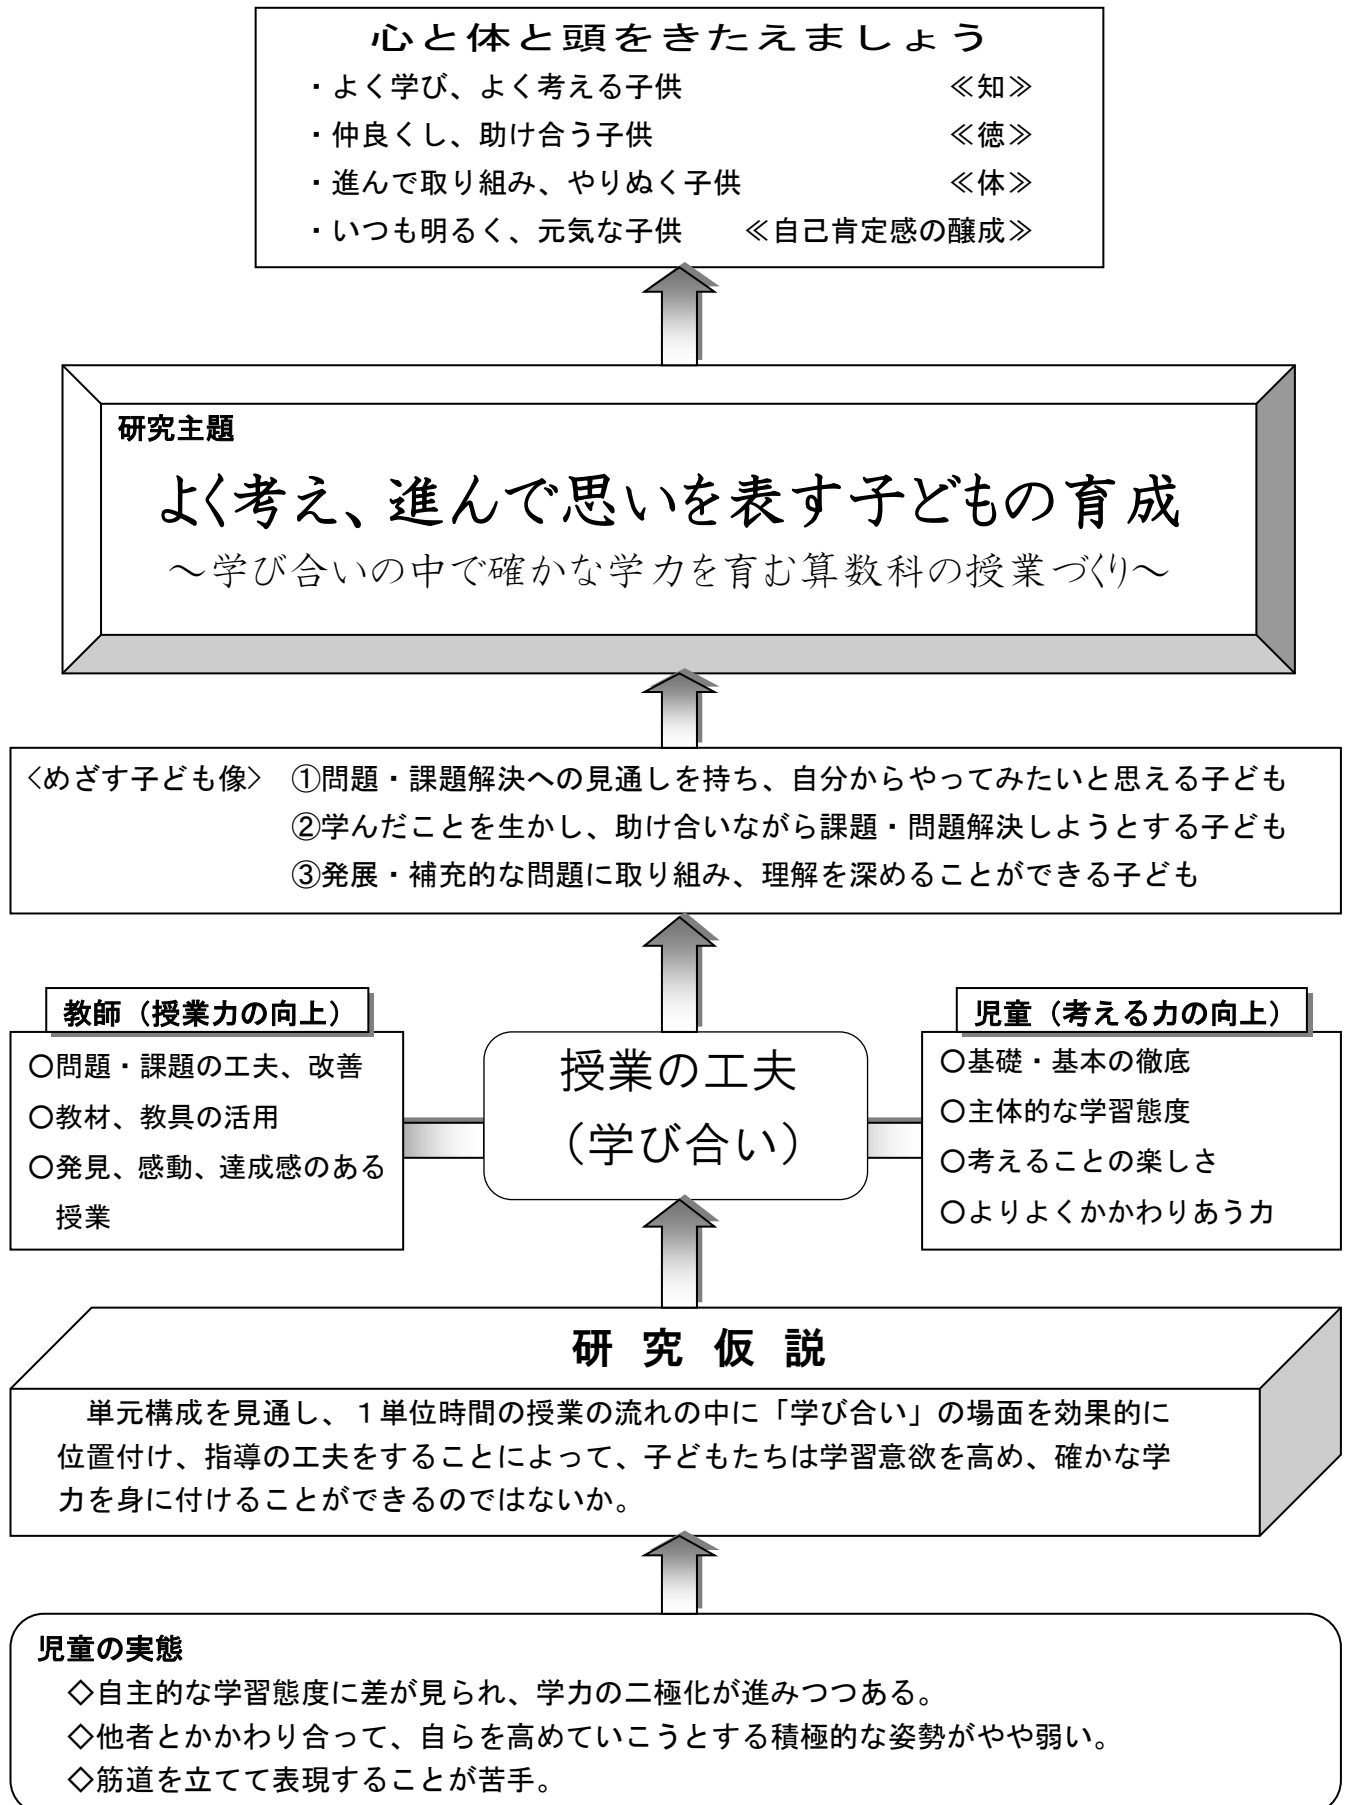 心と体と頭をきたえましょう
・よく学び、よく考える子供 ≪知≫
・仲良くし、助け合う子供 ≪徳≫
・進んで取り組み、やりぬく子供 ≪体≫
・いつも明るく、元気な子供 ≪自己肯定感の醸成≫
研究主題
よく考え、進んで思いを表す子どもの育成
～学び合いの中で確かな学力を育む算数科の授業づくり～
<めざす子ども像> ①問題・課題解決への見通しを持ち、自分からやってみたいと思える子ども
②学んだことを生かし、助け合いながら課題・問題解決しようとする子ども
③発展・補充的な問題に取り組み、理解を深めることができる子ども
教師（授業力の向上）
○問題・課題の工夫、改善
○教材、教具の活用
○発見、感動、達成感のある
授業
授業の工夫
（学び合い）
児童（考える力の向上）
○基礎・基本の徹底
○主体的な学習態度
○考えることの楽しさ
○よりよくかかわりあう力
研究仮説
単元構成を見通し、１単位時間の授業の流れの中に「学び合い」の場面を効果的に
位置付け、指導の工夫をすることによって、子どもたちは学習意欲を高め、確かな学
力を身に付けることができるのではないか。
児童の実態
◇自主的な学習態度に差が見られ、学力の二極化が進みつつある。
◇他者とかかわり合って、自らを高めていこうとする積極的な姿勢がやや弱い。
◇筋道を立てて表現することが苦手。